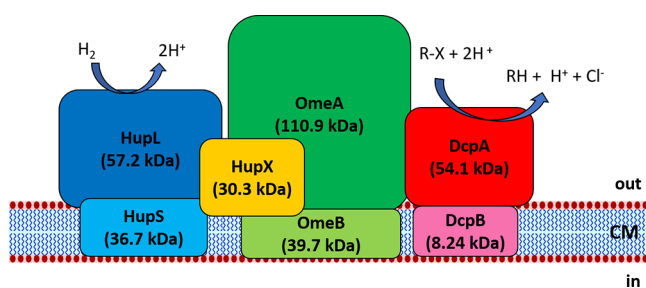 H₂
2H⁺
R-X + 2H⁺
RH + H⁺ + Cl⁻
OmeA
(110.9 kDa)
HupL
(57.2 kDa)
HupX
(30.3 kDa)
DcpA
(54.1 kDa)
out
HupS
(36.7 kDa)
OmeB
(39.7 kDa)
DcpB
(8.24 kDa)
CM
in